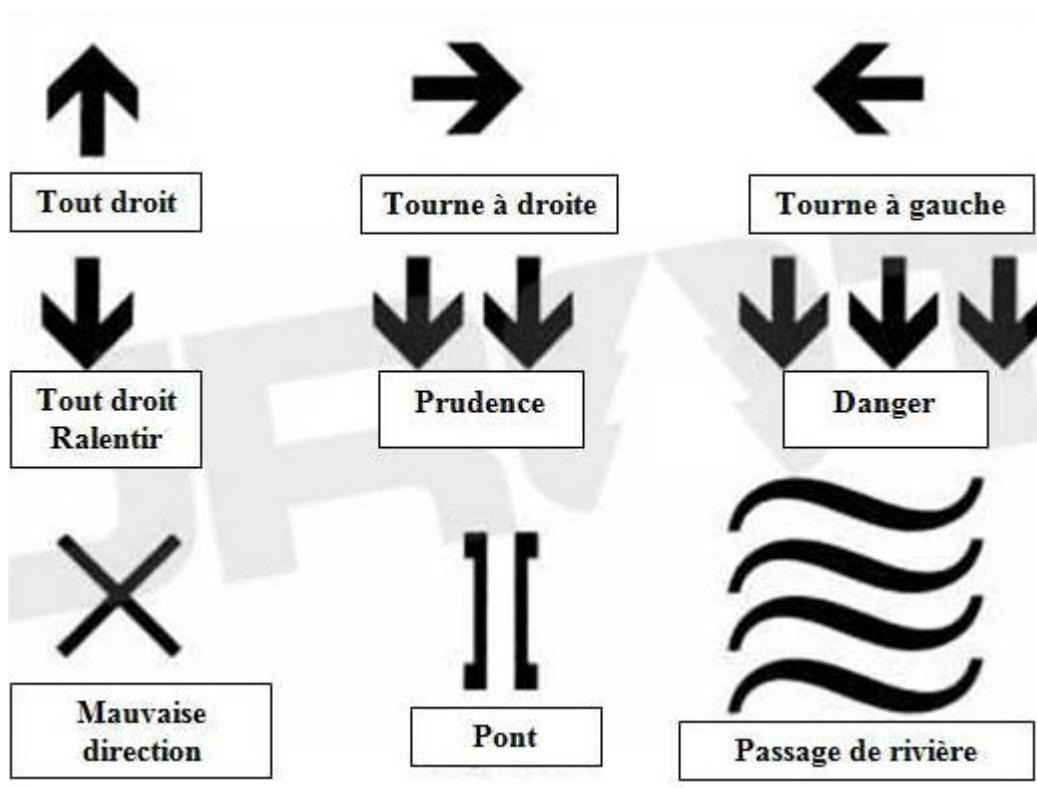 Tout droit
Tourne à droite
Tourne à gauche
Tout droit
Ralentir
Prudence
Danger
Mauvaise
direction
Pont
Passage de rivière